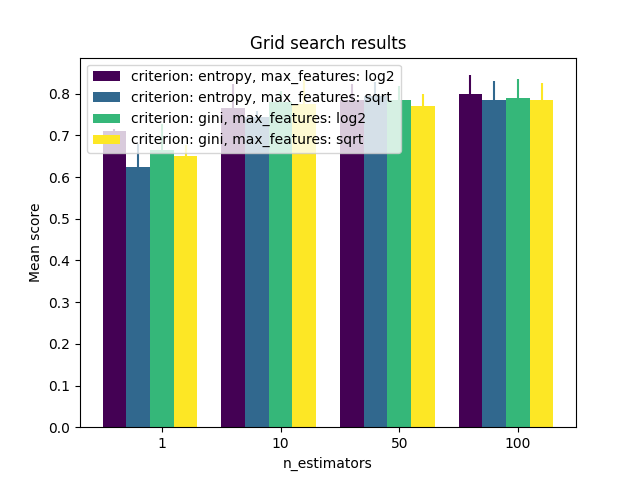 Grid search results
criterion: entropy, max_features: log2
criterion: entropy, max_features: sqrt
criterion: gini, max_features: log2
criterion: gini, max_features: sqrt
Mean score
0.8
0.7
0.6
0.5
0.4
0.3
0.2
0.1
0.0
1 10 50 100
n_estimators